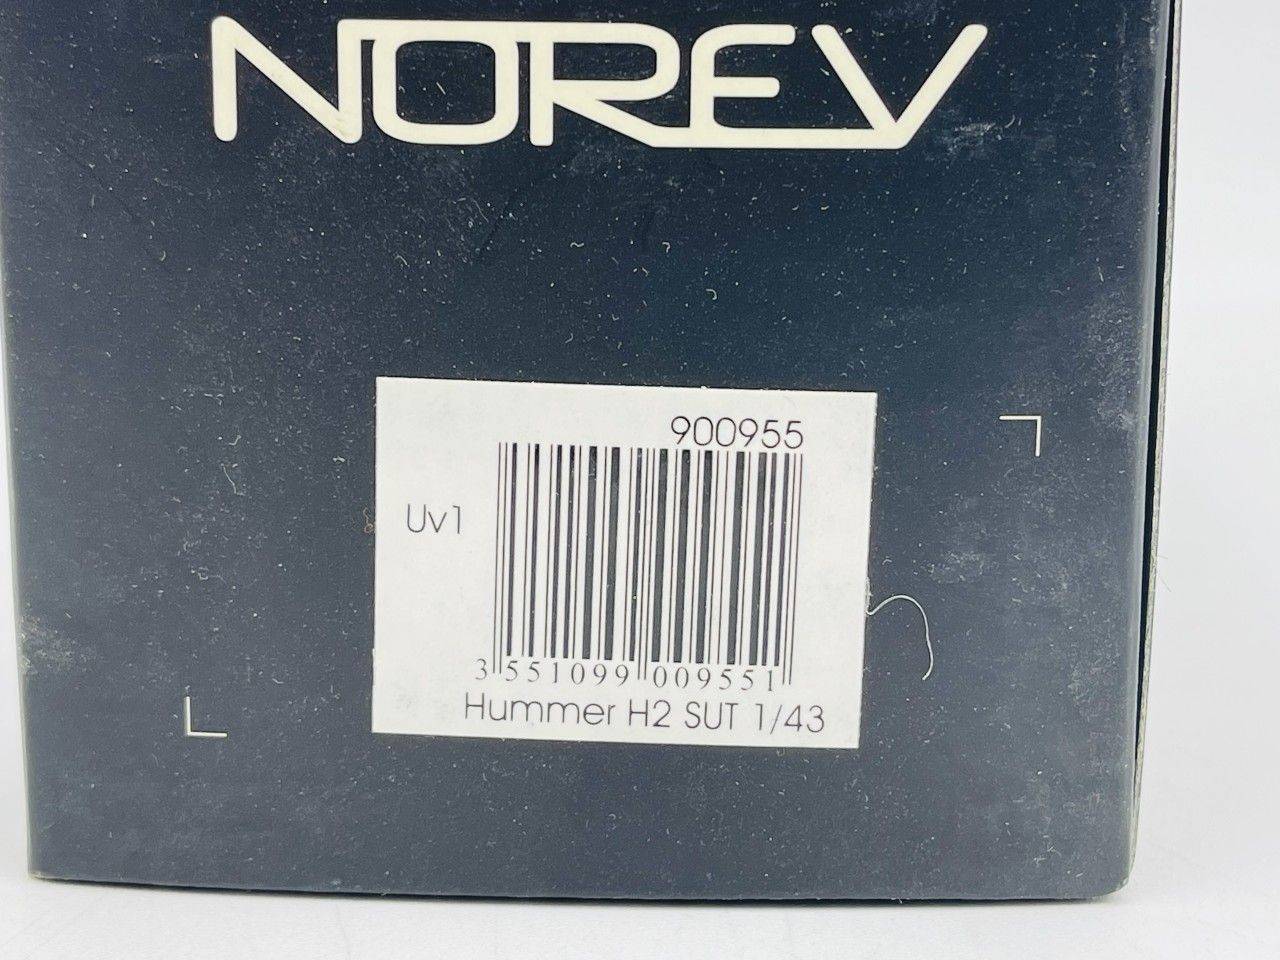 NOREV
900955
Uv1
3 551099 009551
Hummer H2 SUT 1/43